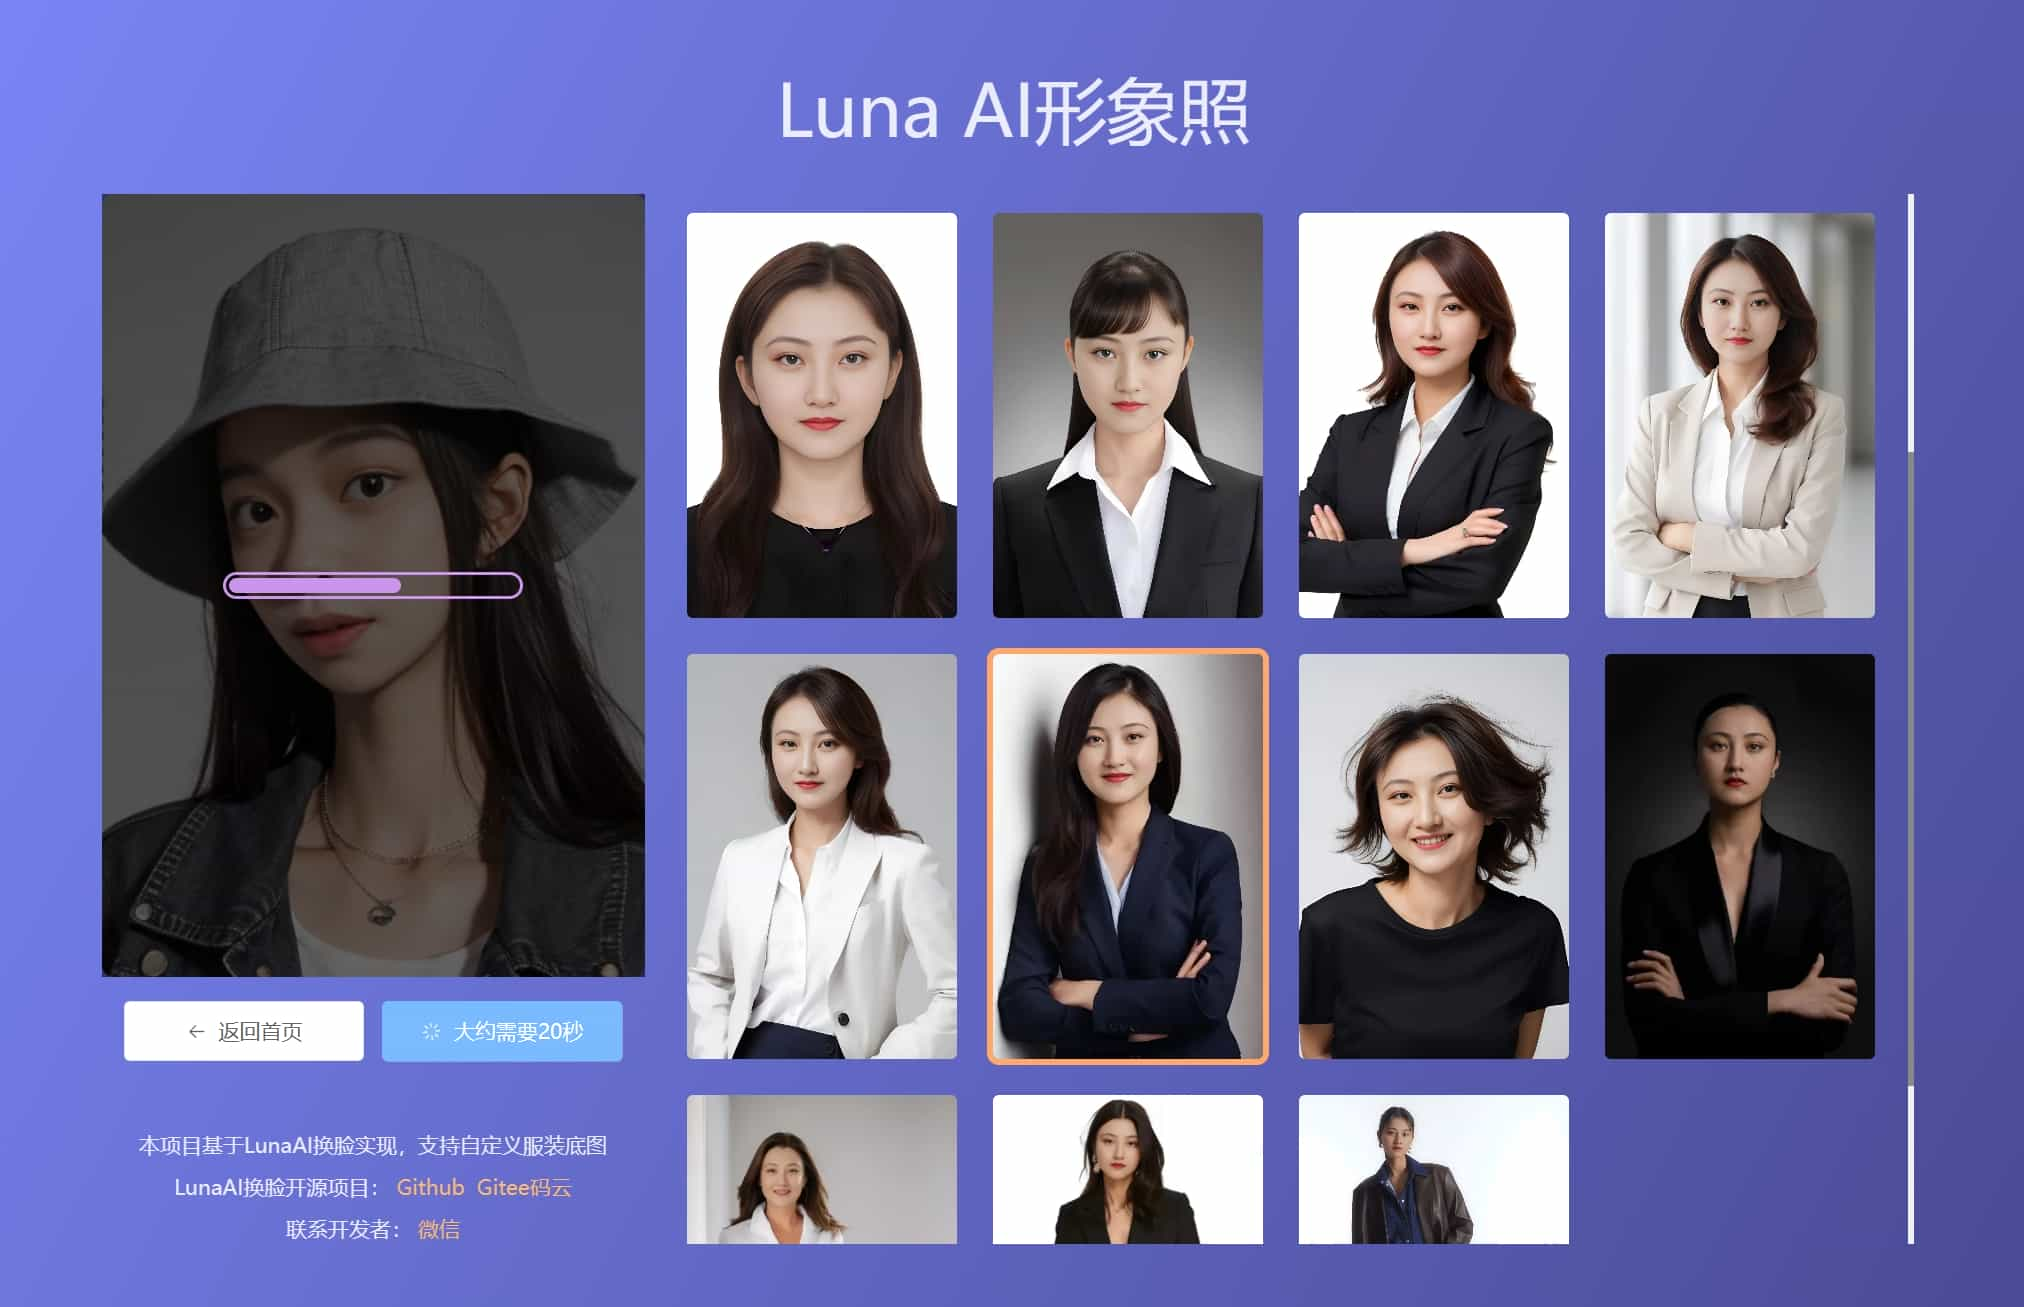 Luna AI形象照
← 返回首页
大约需要20秒
本项目基于LunaAI换脸实现，支持自定义服装底图
LunaAI换脸开源项目： Github Gitee码云
联系开发者： 微信